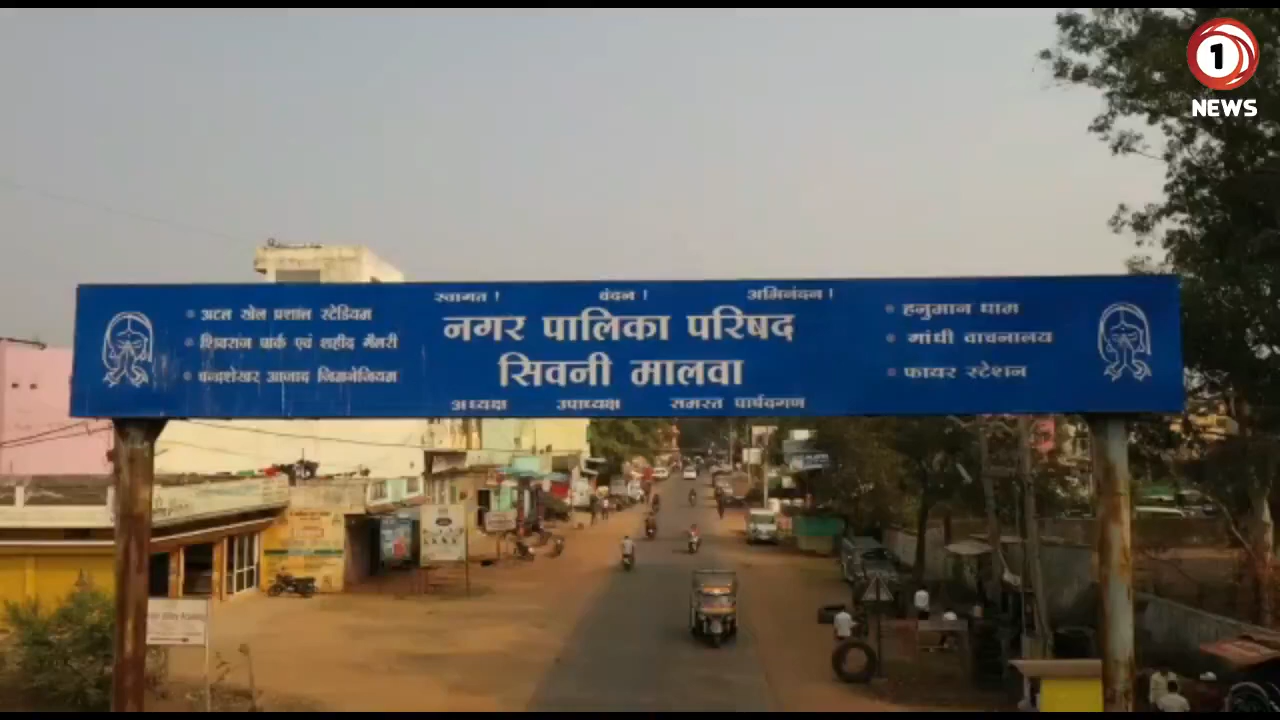 1
NEWS
स्वागत ! वंदन ! अभिनंदन !
नगर पालिका परिषद
सिवनी मालवा
अध्यक्ष उपाध्यक्ष समस्त पार्षदगण
अटल खेल प्रशाल स्टेडियम
शिवराज पार्क एवं शहीद गैलरी
चन्द्रशेखर आजाद जिमनेजियम
हनुमान धाम
गांधी वाचनालय
फायर स्टेशन